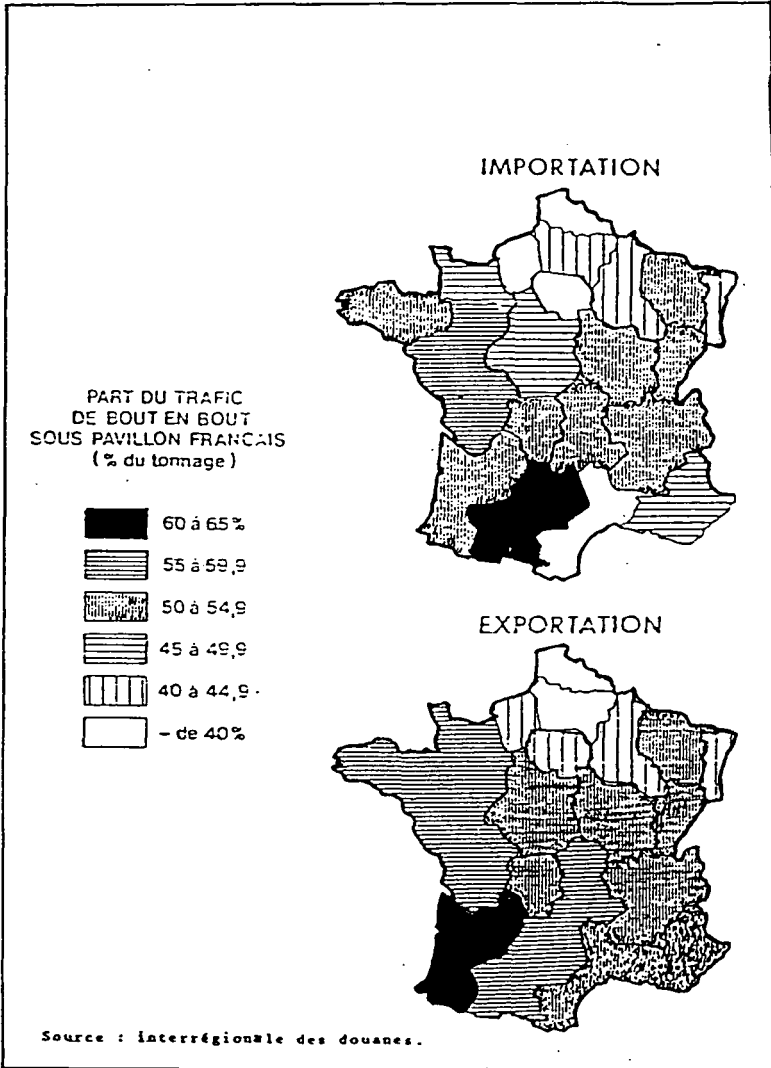 IMPORTATION
PART DU TRAFIC
DE BOUT EN BOUT
SOUS PAVILLON FRANCAIS
(% du tonnage)
60 à 65%
55 à 59,9
50 à 54,9
45 à 49,9
40 à 44,9
- de 40%
EXPORTATION
Source : interrégionale des douanes.